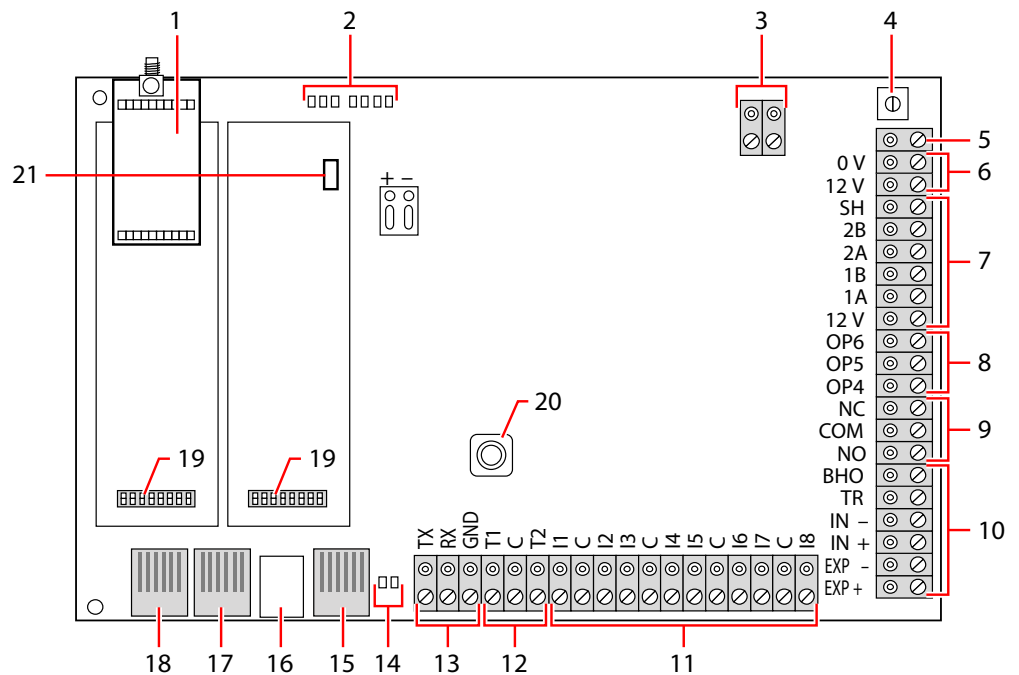 1 2 3 4
5
0 V
6
12 V
21
+ −
SH
2B
2A
7
1B
1A
12 V
OP6
OP5
8
OP4
20
NC
COM
9
NO
19 19
BHO
TR
IN −
10
IN +
EXP −
EXP +
TX RX GND T1 C T2 I1 C I2 I3 C I4 I5 C I6 I7 C I8
18 17 16 15 14 13 12 11